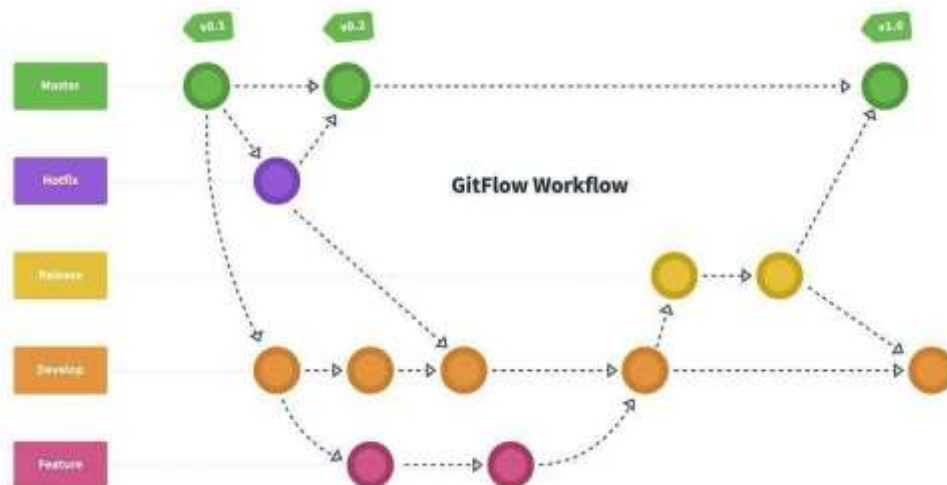 v0.1
v0.2
v1.0
Master
Hotfix
GitFlow Workflow
Release
Develop
Feature